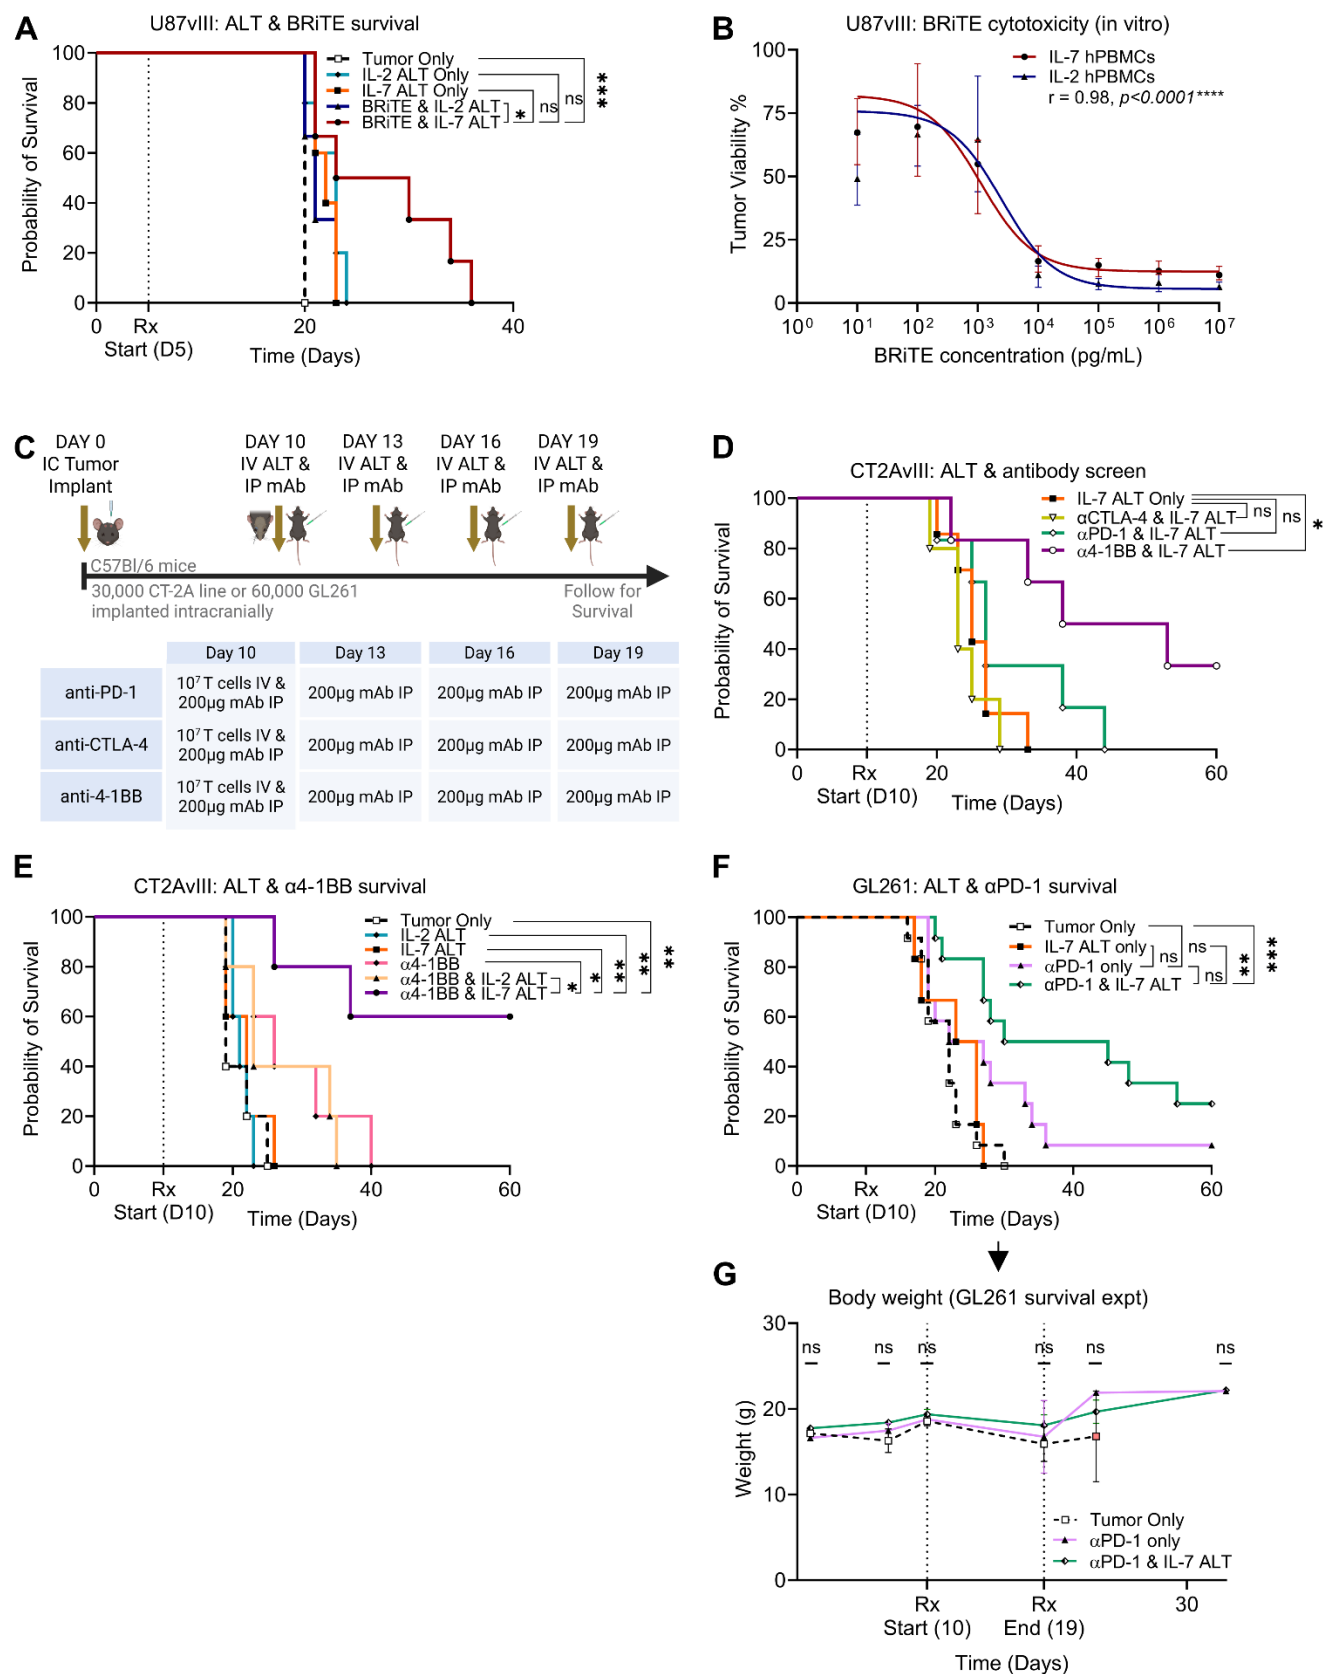 A
U87vIII: ALT & BRiTE survival
Probability of Survival
100
80
60
40
20
0
Tumor Only
IL-2 ALT Only
IL-7 ALT Only
BRiTE & IL-2 ALT
BRiTE & IL-7 ALT
*
ns
ns
***
0
Rx
Start (D5)
20
40
Time (Days)
B
U87vIII: BRiTE cytotoxicity (in vitro)
Tumor Viability %
100
75
50
25
0
IL-7 hPBMCs
IL-2 hPBMCs
r = 0.98, p<0.0001****
10⁰ 10¹ 10² 10³ 10⁴ 10⁵ 10⁶ 10⁷
BRiTE concentration (pg/mL)
C
DAY 0
IC Tumor
Implant
DAY 10
IV ALT &
IP mAb
DAY 13
IV ALT &
IP mAb
DAY 16
IV ALT &
IP mAb
DAY 19
IV ALT &
IP mAb
C57Bl/6 mice
30,000 CT-2A line or 60,000 GL261
implanted intracranially
Follow for
Survival
Day 10 Day 13 Day 16 Day 19
anti-PD-1
10⁷ T cells IV &
200µg mAb IP
200µg mAb IP
200µg mAb IP
200µg mAb IP
anti-CTLA-4
10⁷ T cells IV &
200µg mAb IP
200µg mAb IP
200µg mAb IP
200µg mAb IP
anti-4-1BB
10⁷ T cells IV &
200µg mAb IP
200µg mAb IP
200µg mAb IP
200µg mAb IP
D
CT2AvIII: ALT & antibody screen
Probability of Survival
100
80
60
40
20
0
IL-7 ALT Only
αCTLA-4 & IL-7 ALT
αPD-1 & IL-7 ALT
α4-1BB & IL-7 ALT
ns
ns
*
0
Rx
Start (D10)
20
40
60
Time (Days)
E
CT2AvIII: ALT & α4-1BB survival
Probability of Survival
100
80
60
40
20
0
Tumor Only
IL-2 ALT
IL-7 ALT
α4-1BB
α4-1BB & IL-2 ALT
α4-1BB & IL-7 ALT
*
*
**
**
**
0
Rx
Start (D10)
20
40
60
Time (Days)
F
GL261: ALT & αPD-1 survival
Probability of Survival
100
80
60
40
20
0
Tumor Only
IL-7 ALT only
αPD-1 only
αPD-1 & IL-7 ALT
ns
ns
ns
**
***
0
Rx
Start (D10)
20
40
60
Time (Days)
G
Body weight (GL261 survival expt)
Weight (g)
30
20
10
0
ns
ns
ns
ns
ns
ns
Tumor Only
αPD-1 only
αPD-1 & IL-7 ALT
Rx
Start (10)
Rx
End (19)
30
Time (Days)